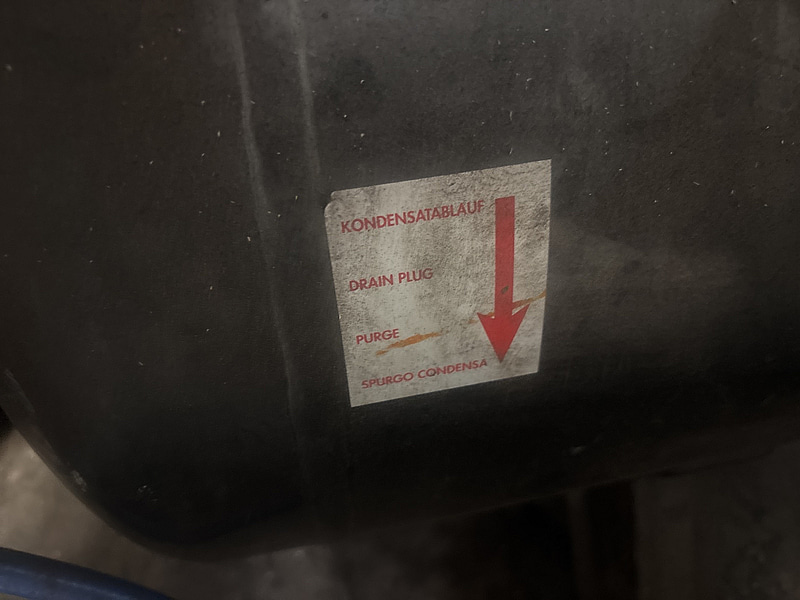 KONDENSATABLAUF
DRAIN PLUG
PURGE
SPURGO CONDENSA